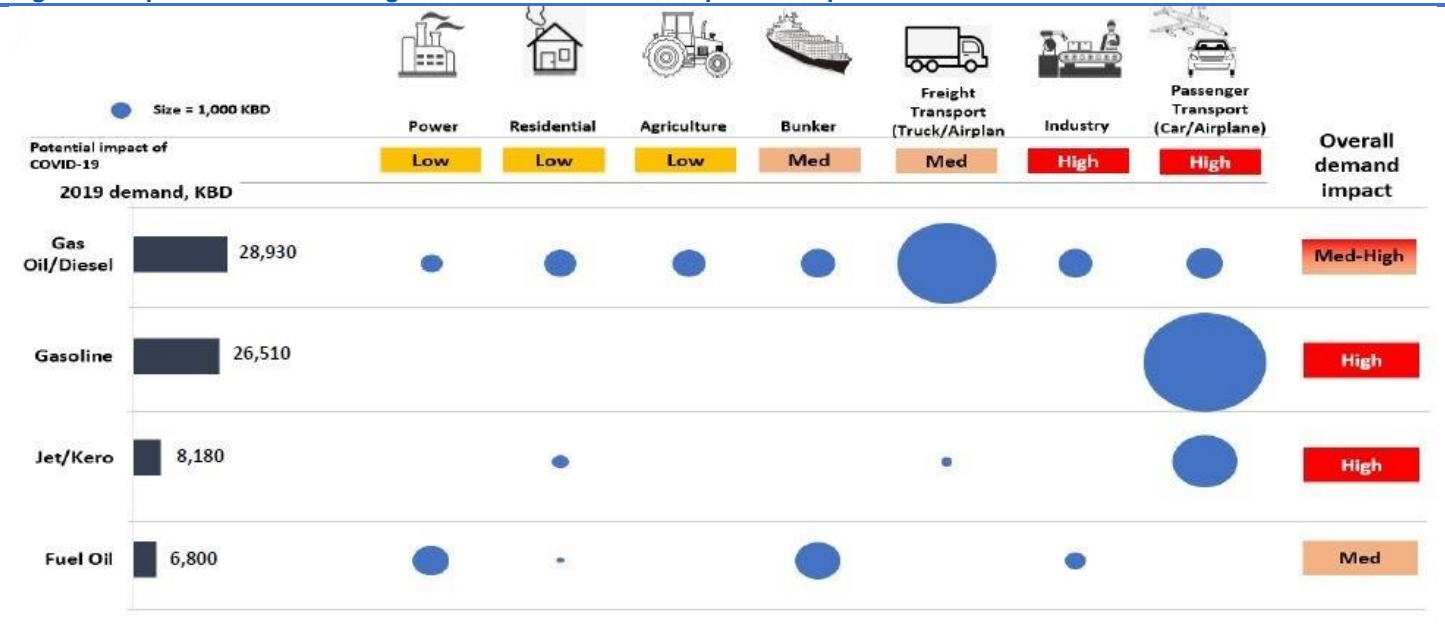 Size = 1,000 KBD
Power
Residential
Agriculture
Bunker
Freight
Transport
(Truck/Airplan
Industry
Passenger
Transport
(Car/Airplane)
Overall
demand
impact
Potential impact of
COVID-19
Low
Low
Low
Med
Med
High
High
2019 demand, KBD
Gas
Oil/Diesel
28,930
Med-High
Gasoline
26,510
High
Jet/Kero
8,180
High
Fuel Oil
6,800
Med